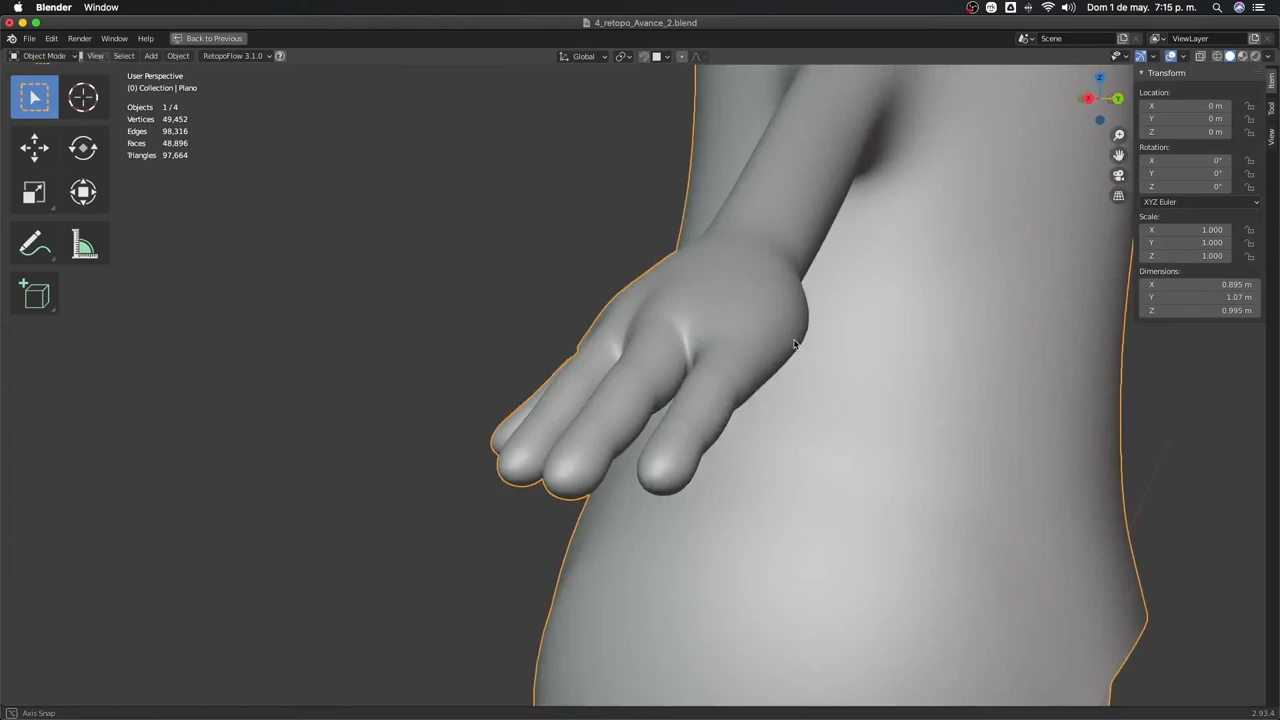 Blender Window
Dom 1 de may. 7:15 p. m.
4_retopo_Avance_2.blend
File Edit Render Window Help Back to Previous
Scene ViewLayer
Object Mode View Select Add Object RetopoFlow 3.1.0 Global
User Perspective
(0) Collection | Plano
Objects 1 / 4
Vertices 49,452
Edges 98,316
Faces 48,896
Triangles 97,664
Z
X Y
Transform
Location:
X 0 m
Y 0 m
Z 0 m
Rotation:
X 0°
Y 0°
Z 0°
XYZ Euler
Scale:
X 1.000
Y 1.000
Z 1.000
Dimensions:
X 0.895 m
Y 1.07 m
Z 0.995 m
Item
Tool
View
Axis Snap
2.93.4